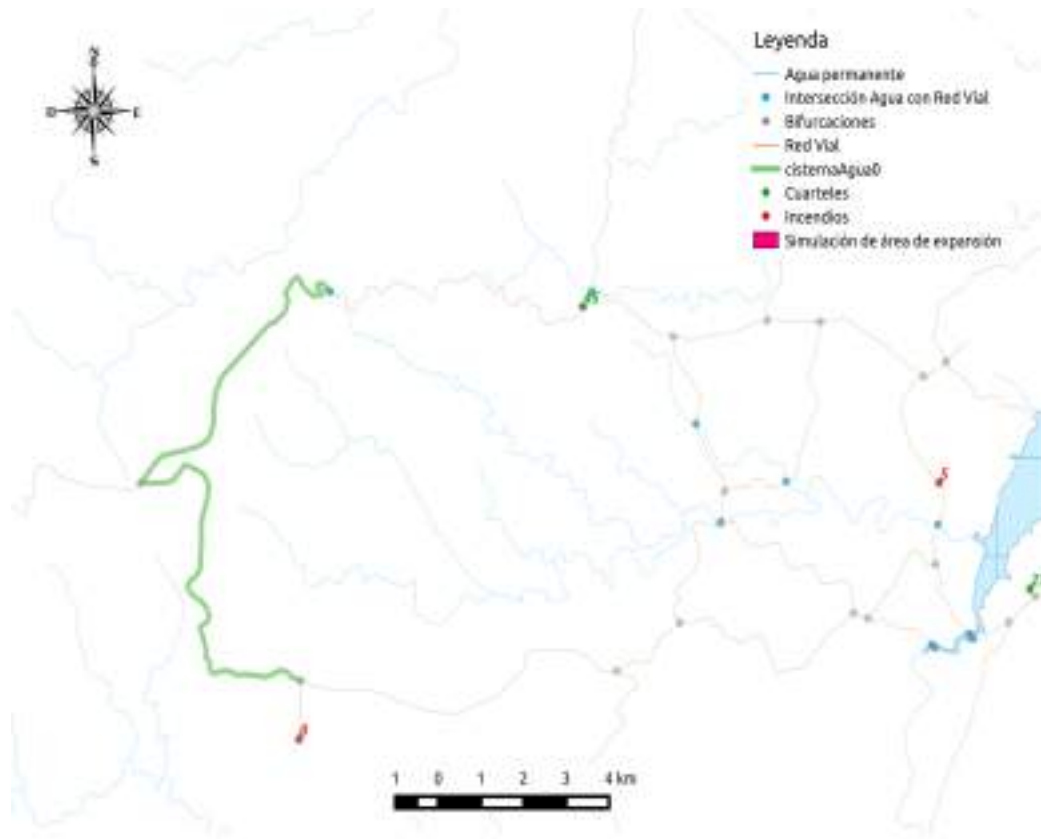 N
O E
S
Leyenda
Agua permanente
Intersección Agua con Red Vial
Bifurcaciones
Red Vial
cisternaAgua0
Cuarteles
Incendios
Simulación de área de expansión
5
1 0 1 2 3 4 km